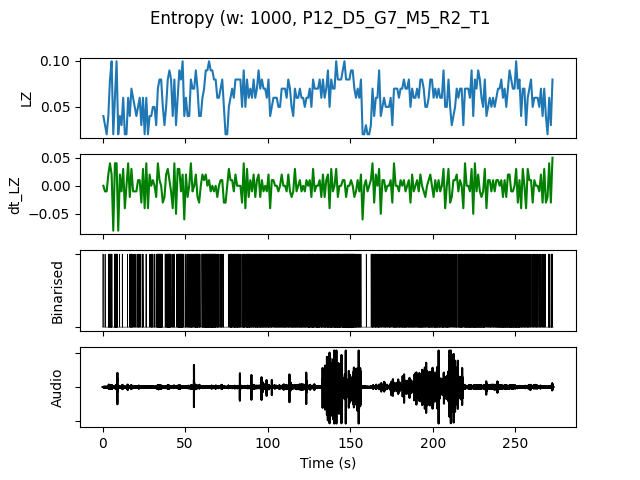 Entropy (w: 1000, P12_D5_G7_M5_R2_T1
0.10
0.05
LZ
0.05
0.00
−0.05
dt_LZ
Binarised
Audio
0 50 100 150 200 250
Time (s)